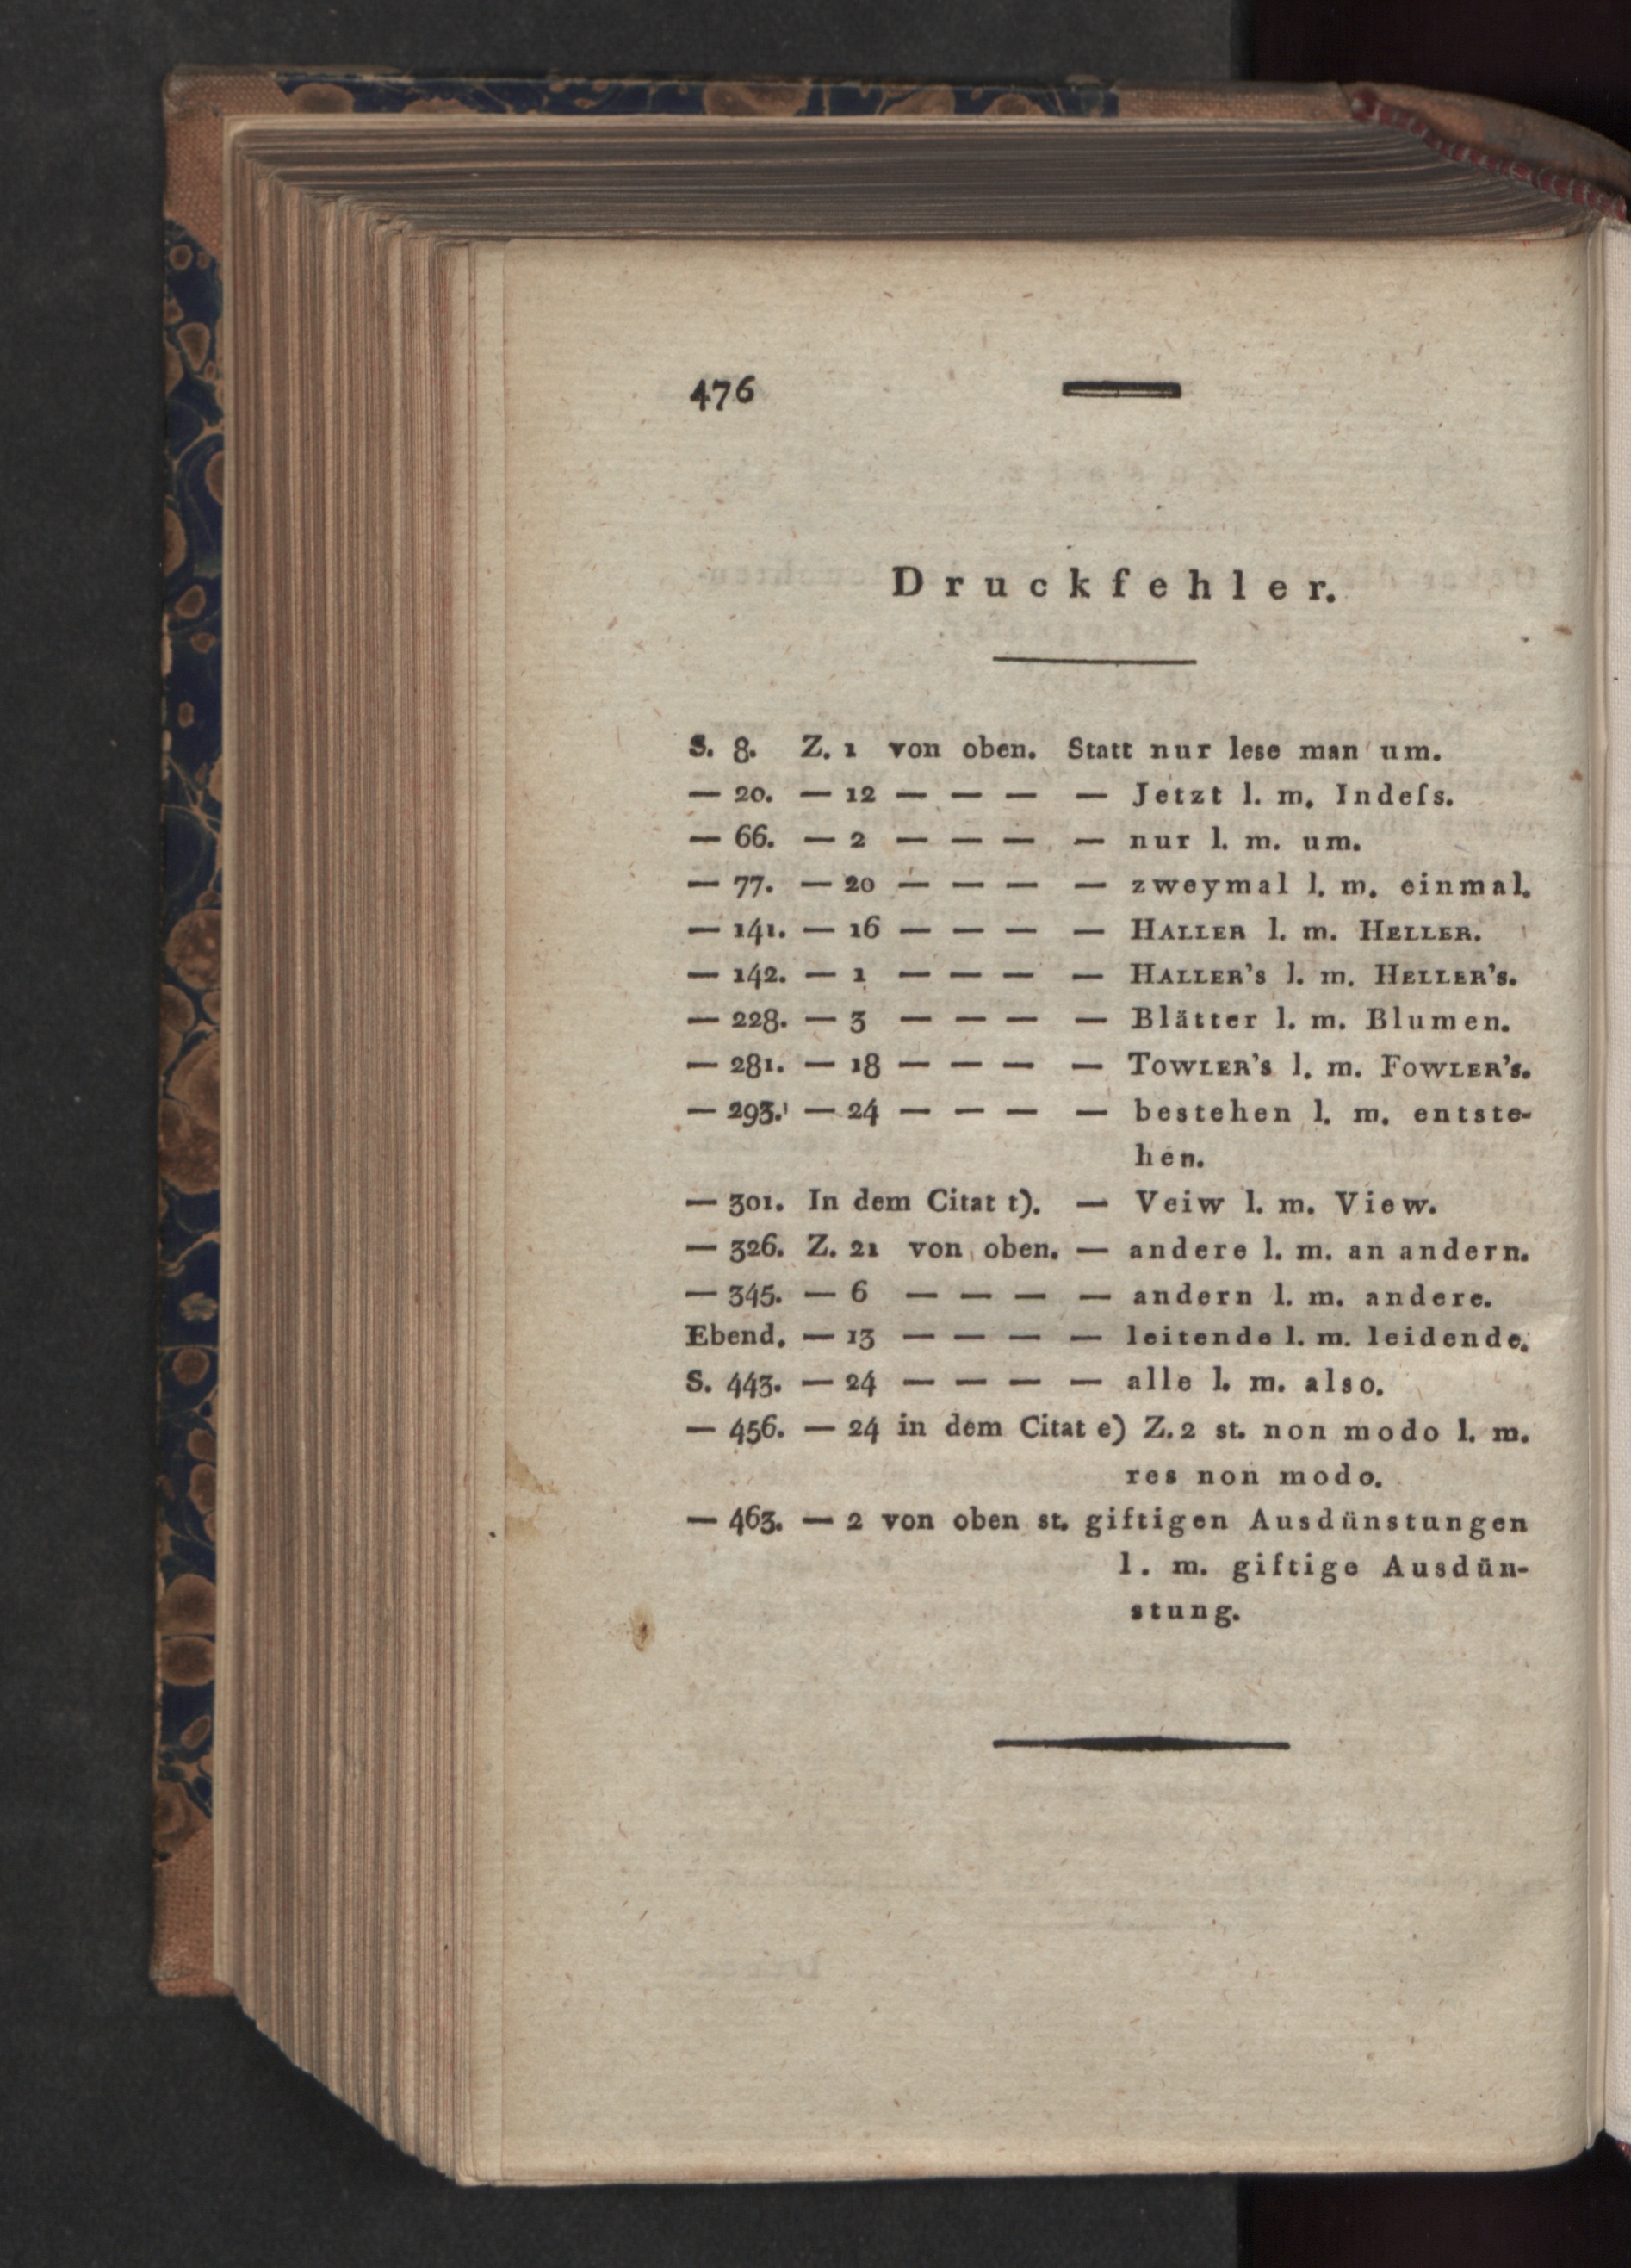 476
Druckfehler.
S. 8. Z. 1 von oben. Statt nur lese man um.
— 20. — 12 — — — — Jetzt l. m. Indeſs.
— 66. — 2 — — — — nur l. m. um.
— 77. — 20 — — — — zweymal l. m. einmal.
— 141. — 16 — — — — HALLER l. m. HELLER.
— 142. — 1 — — — — HALLER's l. m. HELLER's.
— 228. — 3 — — — — Blätter l. m. Blumen.
— 281. — 18 — — — — TOWLER's l. m. FOWLER's.
— 293. — 24 — — — — bestehen l. m. entste-
hen.
— 301. In dem Citat t). — Veiw l. m. View.
— 326. Z. 21 von oben. — andere l. m. an andern.
— 345. — 6 — — — — andern l. m. andere.
Ebend. — 13 — — — — leitende l. m. leidende.
S. 443. — 24 — — — — alle l. m. also.
— 456. — 24 in dem Citat e) Z. 2 st. non modo l. m.
res non modo.
— 463. — 2 von oben st. giftigen Ausdünstungen
l. m. giftige Ausdün-
stung.